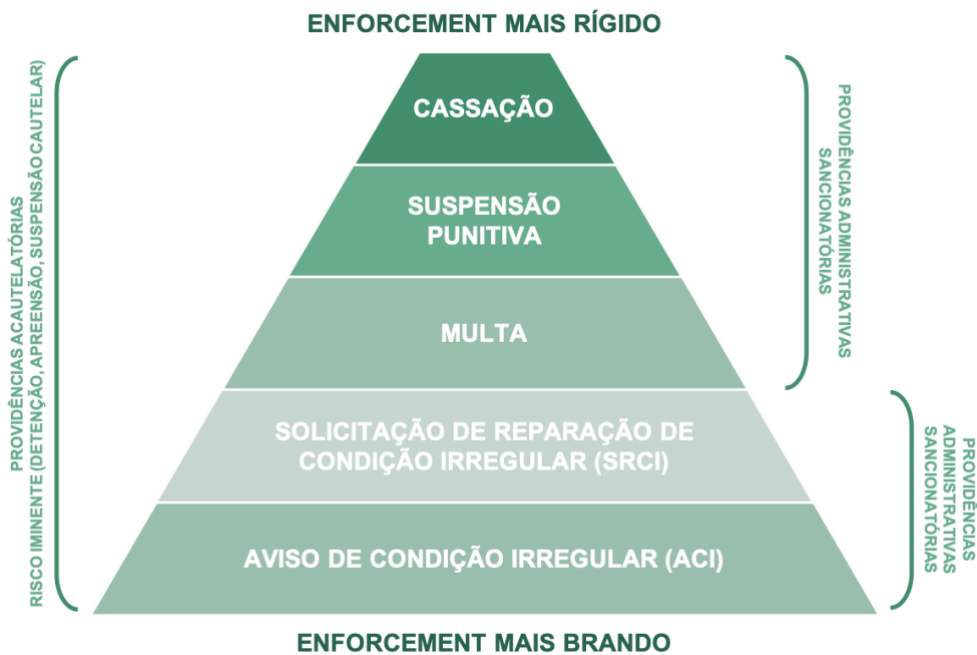 ENFORCEMENT MAIS RÍGIDO
PROVIDÊNCIAS ACAUTELATÓRIAS
RISCO IMINENTE (DETENÇÃO, APREENSÃO, SUSPENSÃO CAUTELAR)
CASSAÇÃO
SUSPENSÃO
PUNITIVA
MULTA
SOLICITAÇÃO DE REPARAÇÃO DE
CONDIÇÃO IRREGULAR (SRCI)
AVISO DE CONDIÇÃO IRREGULAR (ACI)
PROVIDÊNCIAS ADMINISTRATIVAS
SANCIONATÓRIAS
PROVIDÊNCIAS
ADMINISTRATIVAS
SANCIONATÓRIAS
ENFORCEMENT MAIS BRANDO